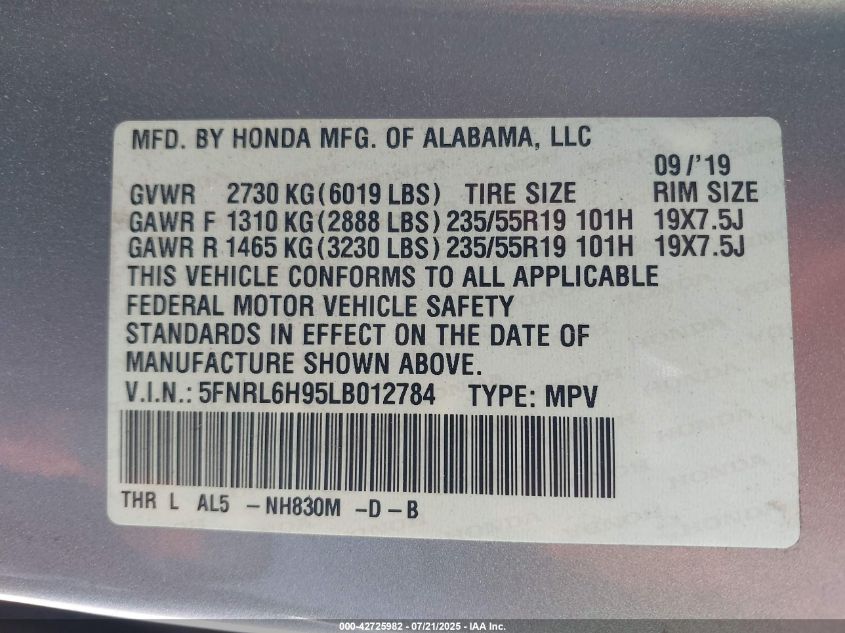 MFD. BY HONDA MFG. OF ALABAMA, LLC
09/'19
GVWR 2730 KG(6019 LBS) TIRE SIZE RIM SIZE
GAWR F 1310 KG(2888 LBS) 235/55R19 101H 19X7.5J
GAWR R 1465 KG(3230 LBS) 235/55R19 101H 19X7.5J
THIS VEHICLE CONFORMS TO ALL APPLICABLE
FEDERAL MOTOR VEHICLE SAFETY
STANDARDS IN EFFECT ON THE DATE OF
MANUFACTURE SHOWN ABOVE.
V.I.N.: 5FNRL6H95LB012784 TYPE: MPV
THR L AL5 -NH830M -D-B
000-42725982 - 07/21/2025 - IAA Inc.